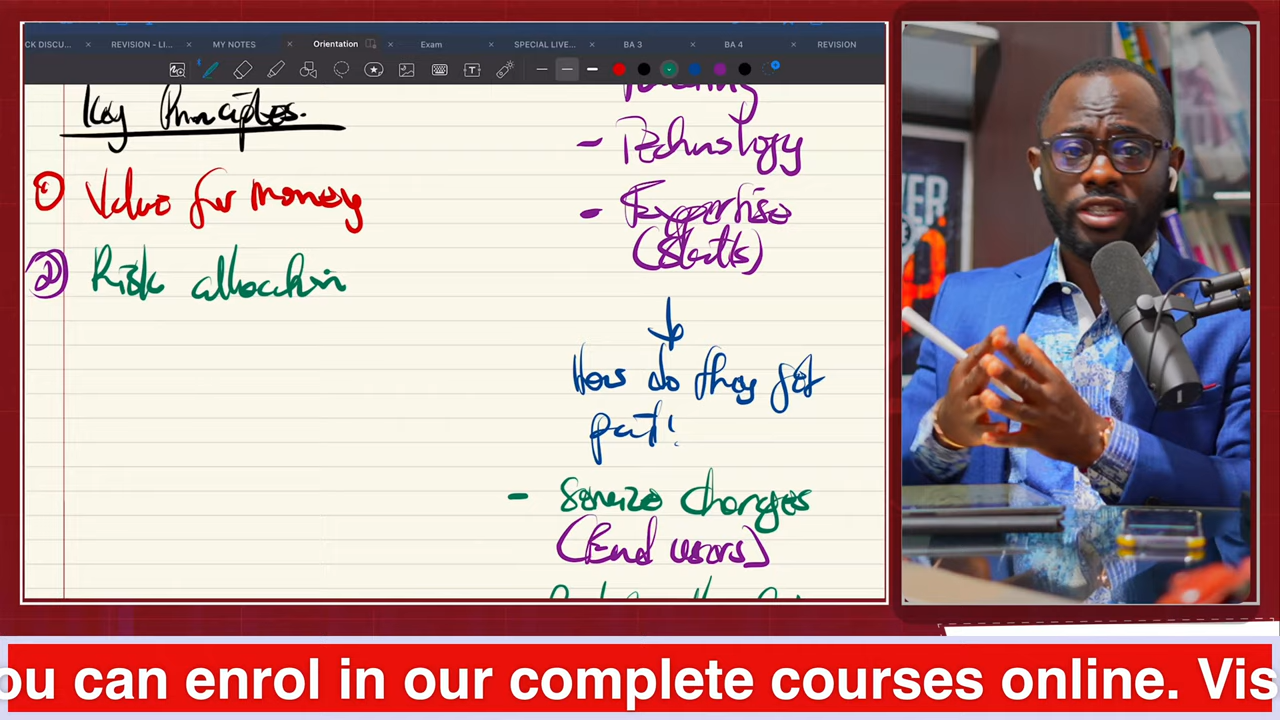 CK DISCU... REVISION - LI... MY NOTES Orientation Exam SPECIAL LIVE... BA 3 BA 4 REVISION
Key Principles.
① Value for money
② Risk allocation
- Technology
- Expertise
(Staff)
How do they get
paid?
- Service charges
(End users)
ou can enrol in our complete courses online. Vis